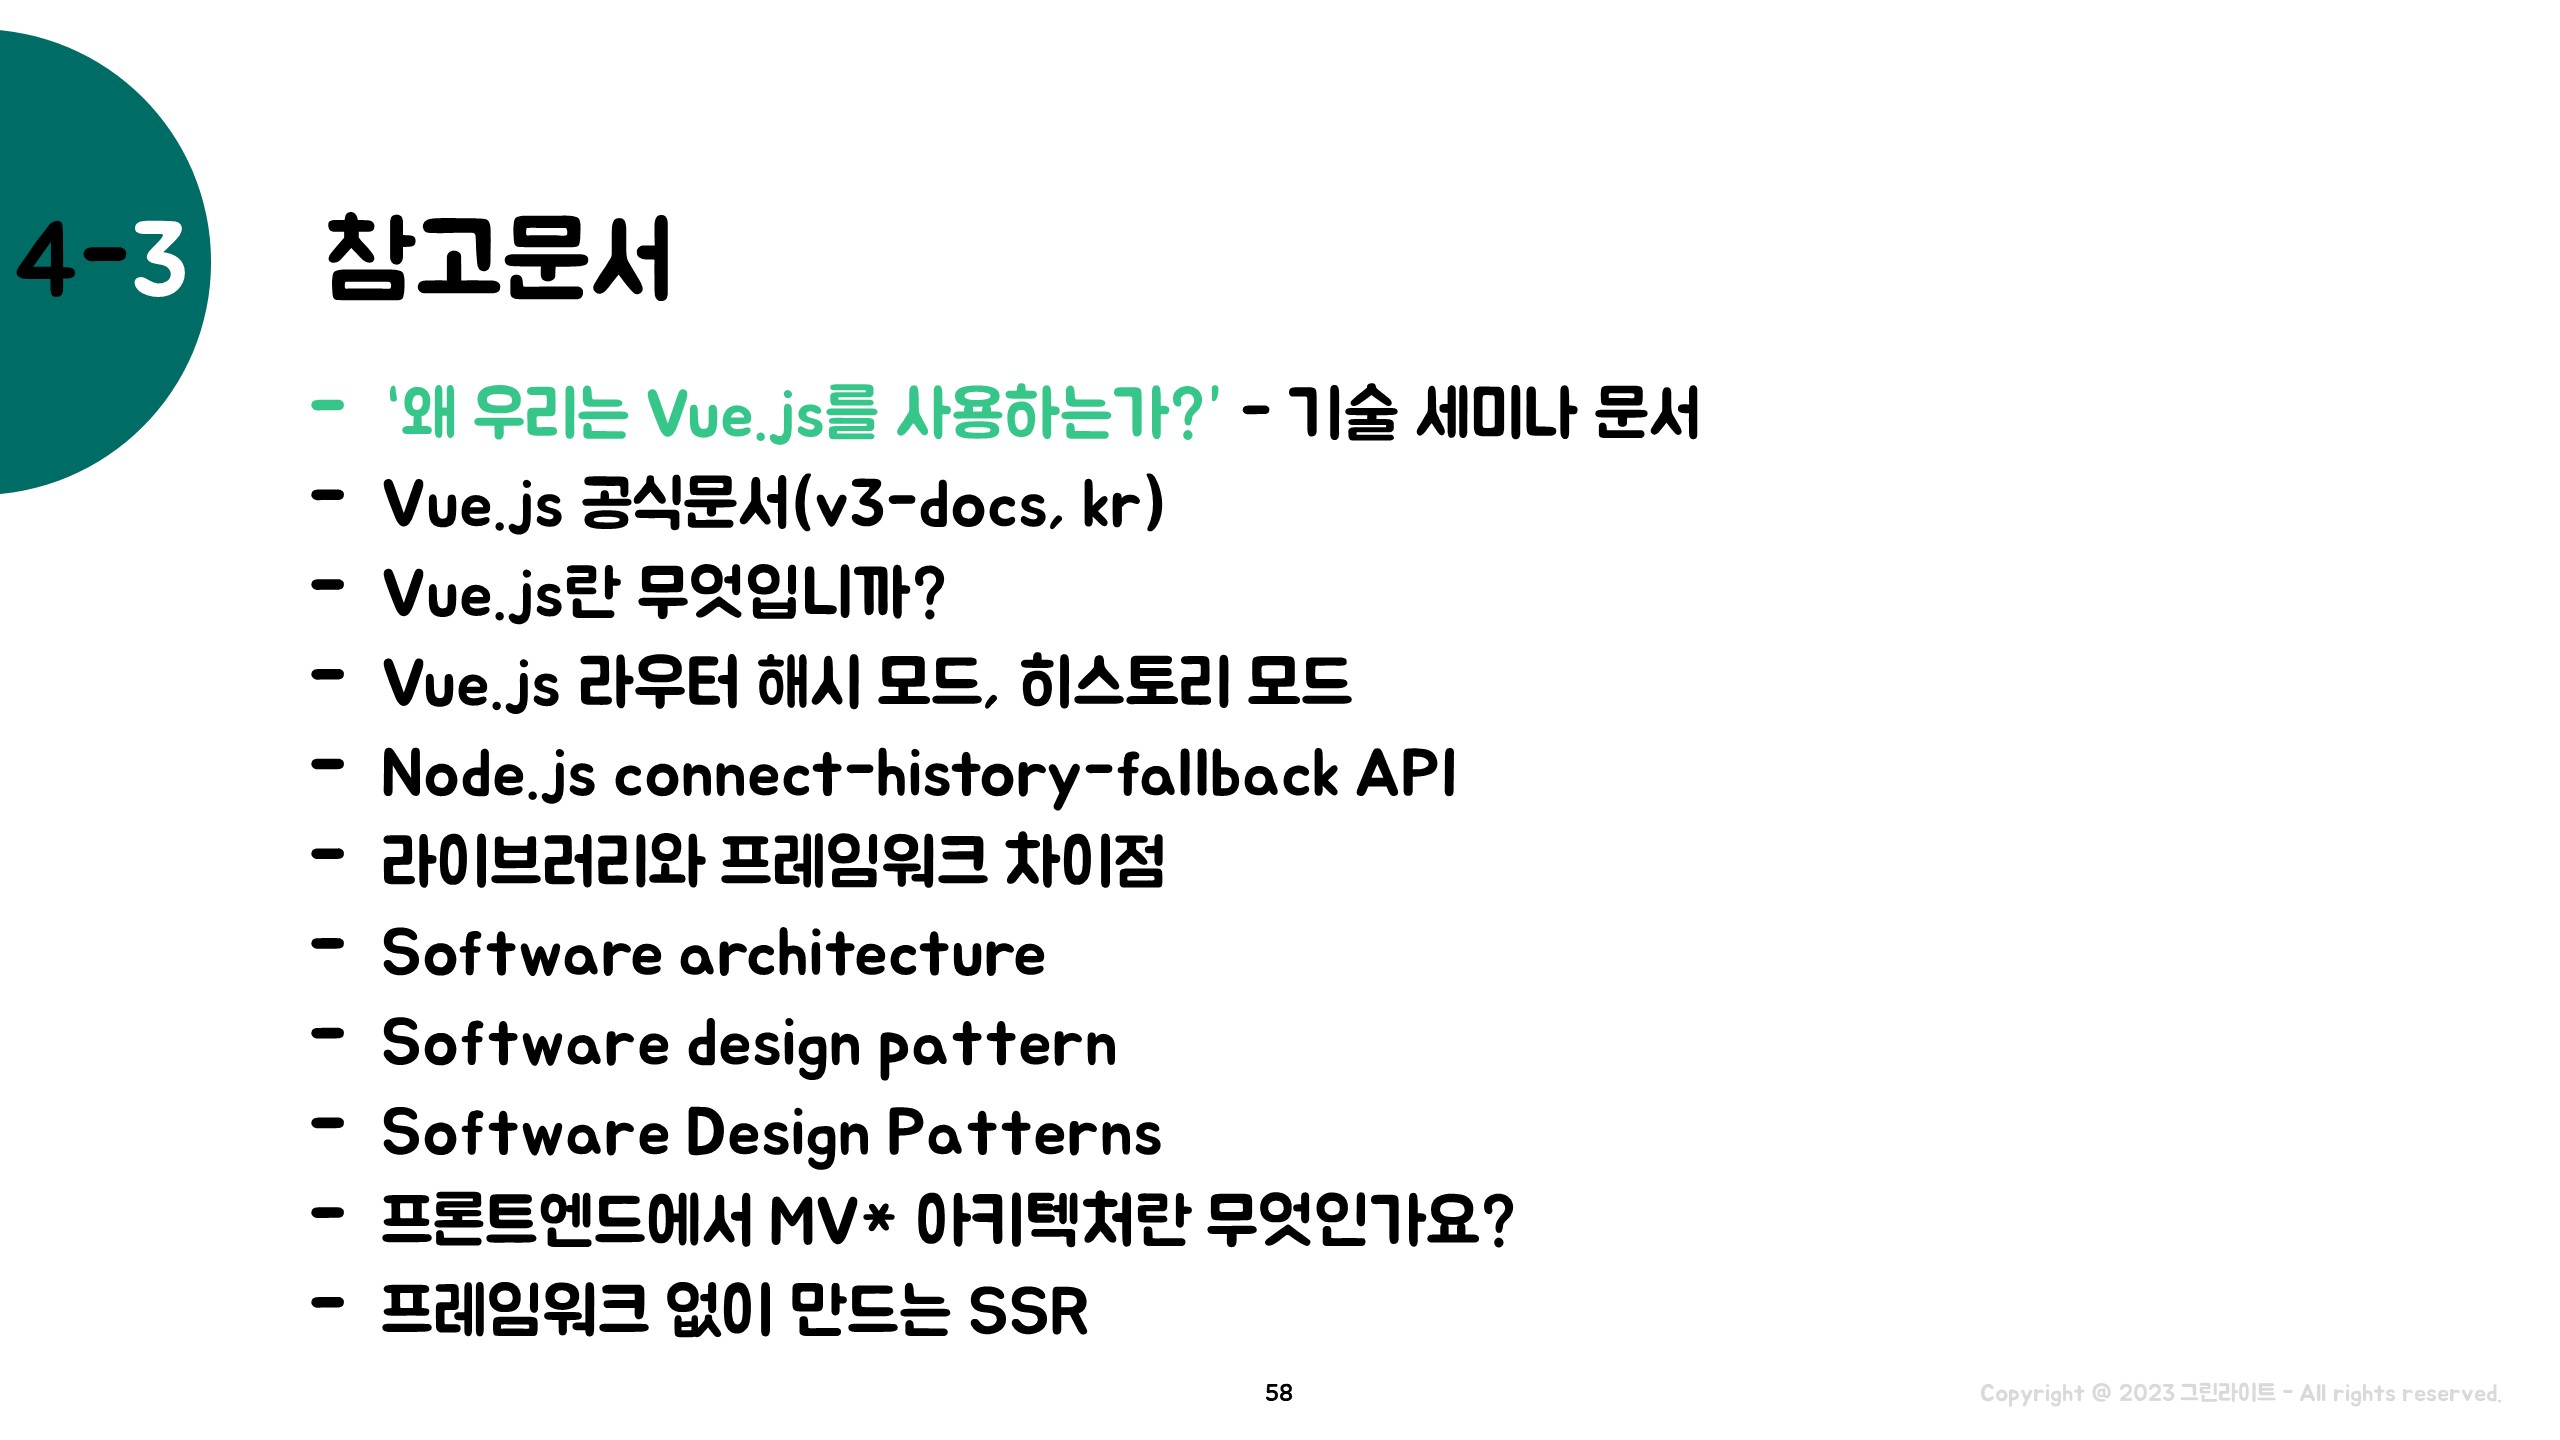 4-3
참고문서
- ‘왜 우리는 Vue.js를 사용하는가?’ - 기술 세미나 문서
- Vue.js 공식문서(v3-docs, kr)
- Vue.js란 무엇입니까?
- Vue.js 라우터 해시 모드, 히스토리 모드
- Node.js connect-history-fallback API
- 라이브러리와 프레임워크 차이점
- Software architecture
- Software design pattern
- Software Design Patterns
- 프론트엔드에서 MV* 아키텍처란 무엇인가요?
- 프레임워크 없이 만드는 SSR
58
Copyright @ 2023 그린라이트 - All rights reserved.